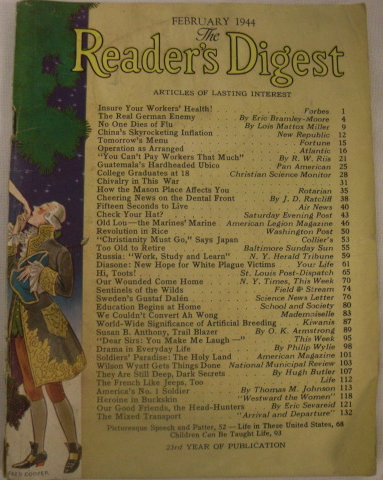 FEBRUARY 1944
The
Reader's Digest
ARTICLES OF LASTING INTEREST
Insure Your Workers' Health! Forbes 1
The Real German Enemy By Eric Bramley-Moore 4
No One Dies of Flu By Lois Mattox Miller 9
China's Skyrocketing Inflation New Republic 12
Tomorrow's Menu Fortune 15
Operation as Arranged Atlantic 16
"You Can't Pay Workers That Much" By R. W. Riis 21
Guatemala's Hardheaded Ubico Pan American 25
College Graduates at 18 Christian Science Monitor 28
Chivalry in This War 31
How the Mason Place Affects You Rotarian 35
Cheering News on the Dental Front By J. D. Ratcliff 38
Fifteen Seconds to Live . . Air News 40
Check Your Hat? Saturday Evening Post 43
Old Lou—the Marines' Marine American Legion Magazine 46
Revolution in Rice Washington Post 50
"Christianity Must Go," Says Japan Collier's 53
Too Old to Retire Baltimore Sunday Sun 55
Russia: "Work, Study and Learn" N. Y. Herald Tribune 59
Diasone: New Hope for White Plague Victims Your Life 61
Hi, Toots! St. Louis Post-Dispatch 65
Our Wounded Come Home N. Y. Times, This Week 70
Sentinels of the Wilds Field & Stream 74
Sweden's Gustaf Dalén Science News Letter 76
Education Begins at Home School and Society 80
We Couldn't Convert Ah Wong Mademoiselle 83
World-Wide Significance of Artificial Breeding Kiwanis 87
Susan B. Anthony, Trail Blazer By O. K. Armstrong 89
"Dear Sirs: You Make Me Laugh—" This Week 95
Drama in Everyday Life By Philip Wylie 98
Soldiers' Paradise: The Holy Land American Magazine 101
Wilson Wyatt Gets Things Done National Municipal Review 103
They Are Still Deep, Dark Secrets By Hugh Butler 107
The French Like Jeeps, Too Life 112
America's No. 1 Soldier By Thomas M. Johnson 113
Heroine in Buckskin "Westward the Women" 118
Our Good Friends, the Head-Hunters By Eric Sevareid 121
The Mixed Transport "Arrival and Departure" 132
Picturesque Speech and Patter, 52 — Life in These United States, 68
Children Can Be Taught Life, 93
23rd YEAR OF PUBLICATION